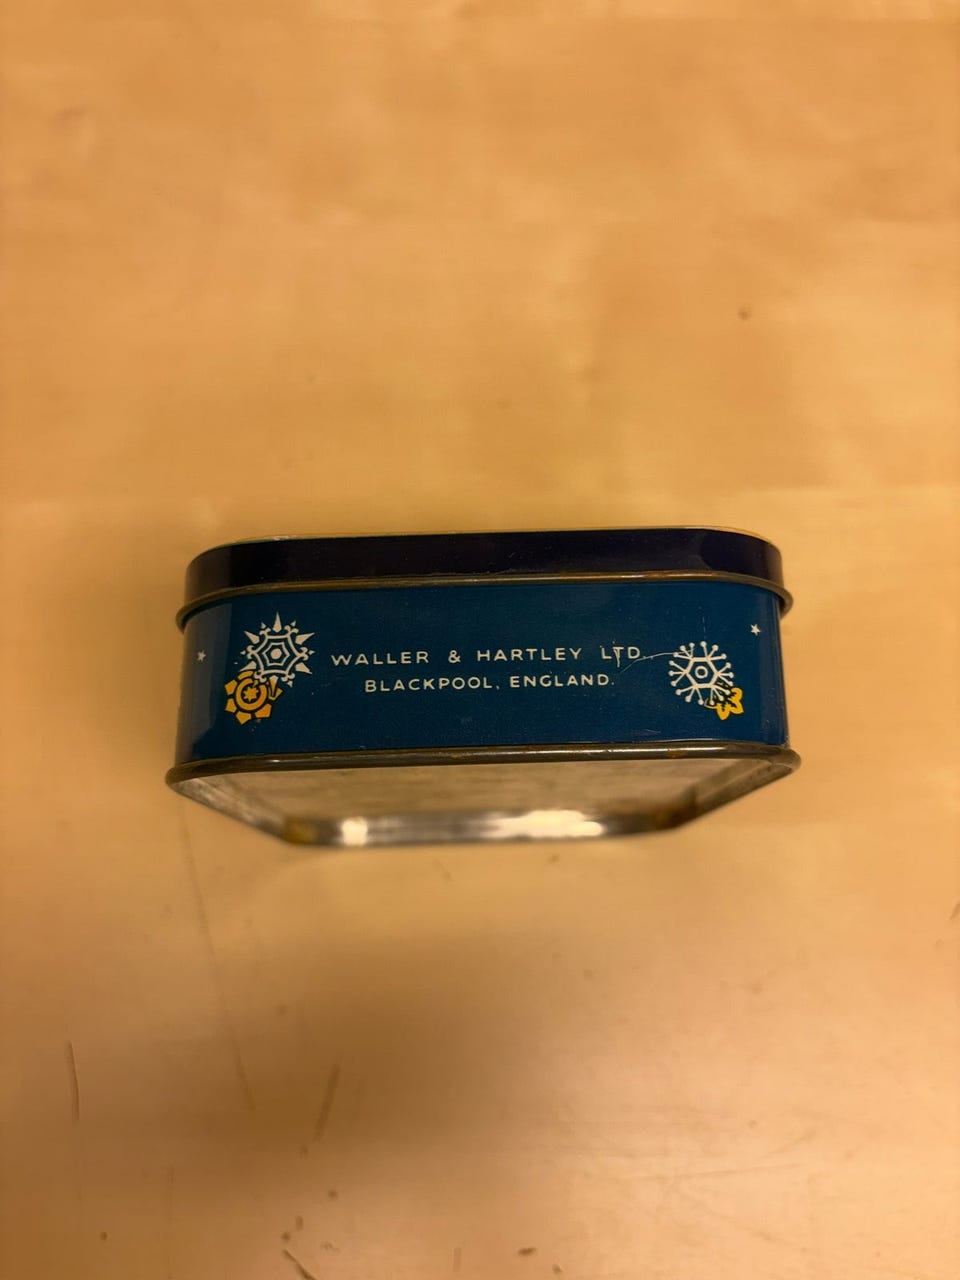 WALLER & HARTLEY LTD.
BLACKPOOL, ENGLAND.